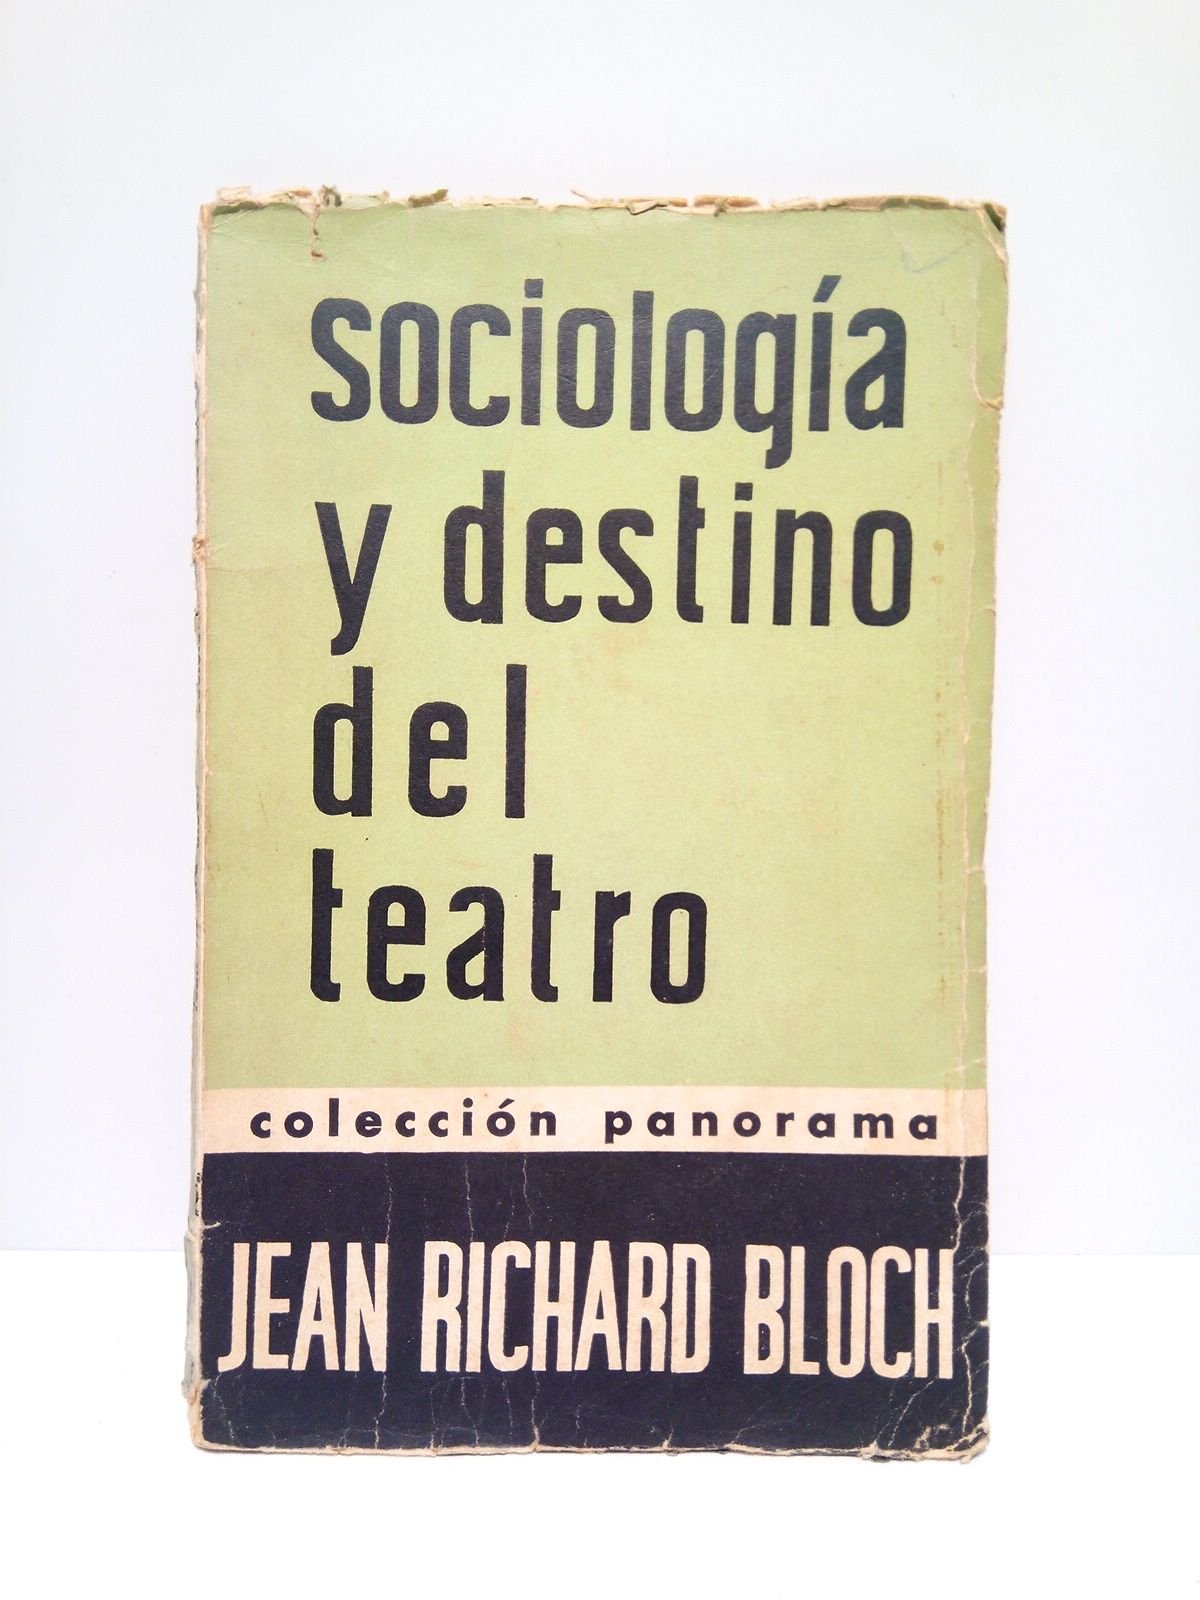 sociología
y destino
del
teatro
colección panorama
JEAN RICHARD BLOCH